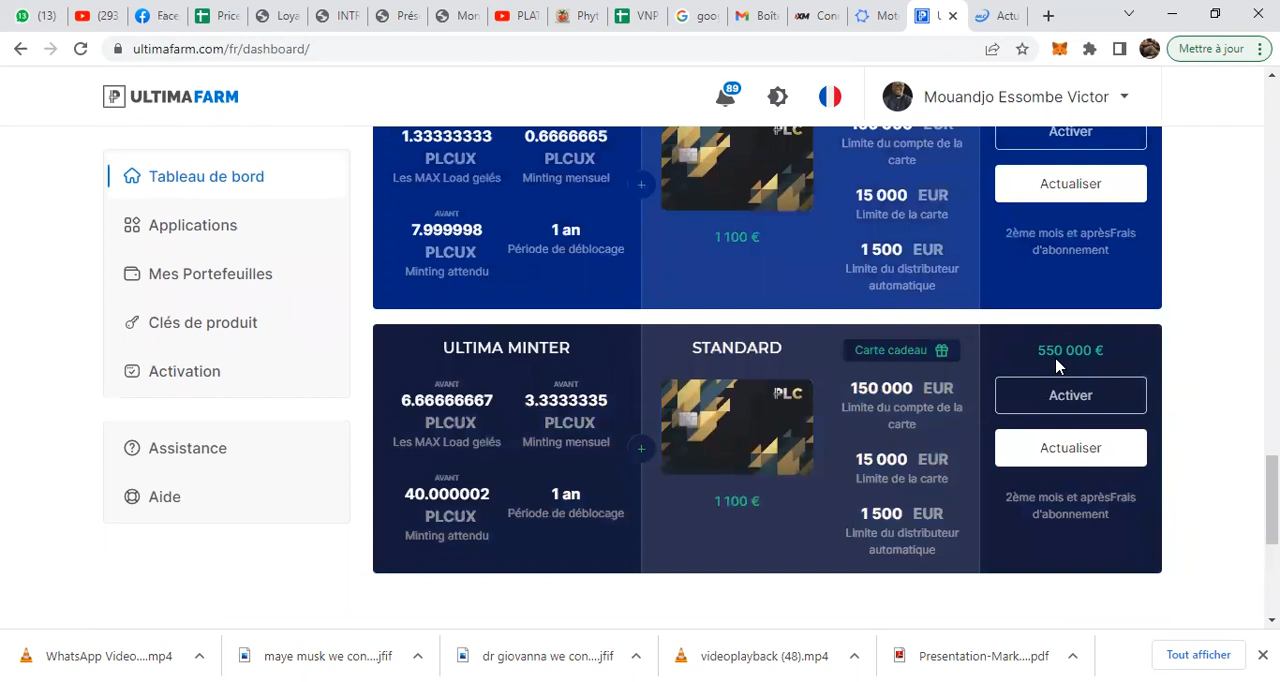 (13)
(293
Face
Price
Loya
INTR
Prés
Mon
PLAT
Phyt
VNP
goo
Boît
XM Con
Mot
U
Actu
ultimafarm.com/fr/dashboard/
Mettre à jour
ULTIMAFARM
89
Mouandjo Essombe Victor
Tableau de bord
Applications
Mes Portefeuilles
Clés de produit
Activation
Assistance
Aide
1.33333333
PLCUX
Les MAX Load gelés
0.6666665
PLCUX
Minting mensuel
AVANT
7.999998
PLCUX
Minting attendu
1 an
Période de déblocage
PLC
1 100 €
Limite du compte de la
carte
15 000 EUR
Limite de la carte
1 500 EUR
Limite du distributeur
automatique
Activer
Actualiser
2ème mois et aprèsFrais
d'abonnement
ULTIMA MINTER
AVANT
6.66666667
PLCUX
Les MAX Load gelés
AVANT
3.3333335
PLCUX
Minting mensuel
AVANT
40.000002
PLCUX
Minting attendu
1 an
Période de déblocage
STANDARD
PLC
1 100 €
Carte cadeau
150 000 EUR
Limite du compte de la
carte
15 000 EUR
Limite de la carte
1 500 EUR
Limite du distributeur
automatique
550 000 €
Activer
Actualiser
2ème mois et aprèsFrais
d'abonnement
WhatsApp Video....mp4
maye musk we con....jfif
dr giovanna we con....jfif
videoplayback (48).mp4
Presentation-Mark....pdf
Tout afficher